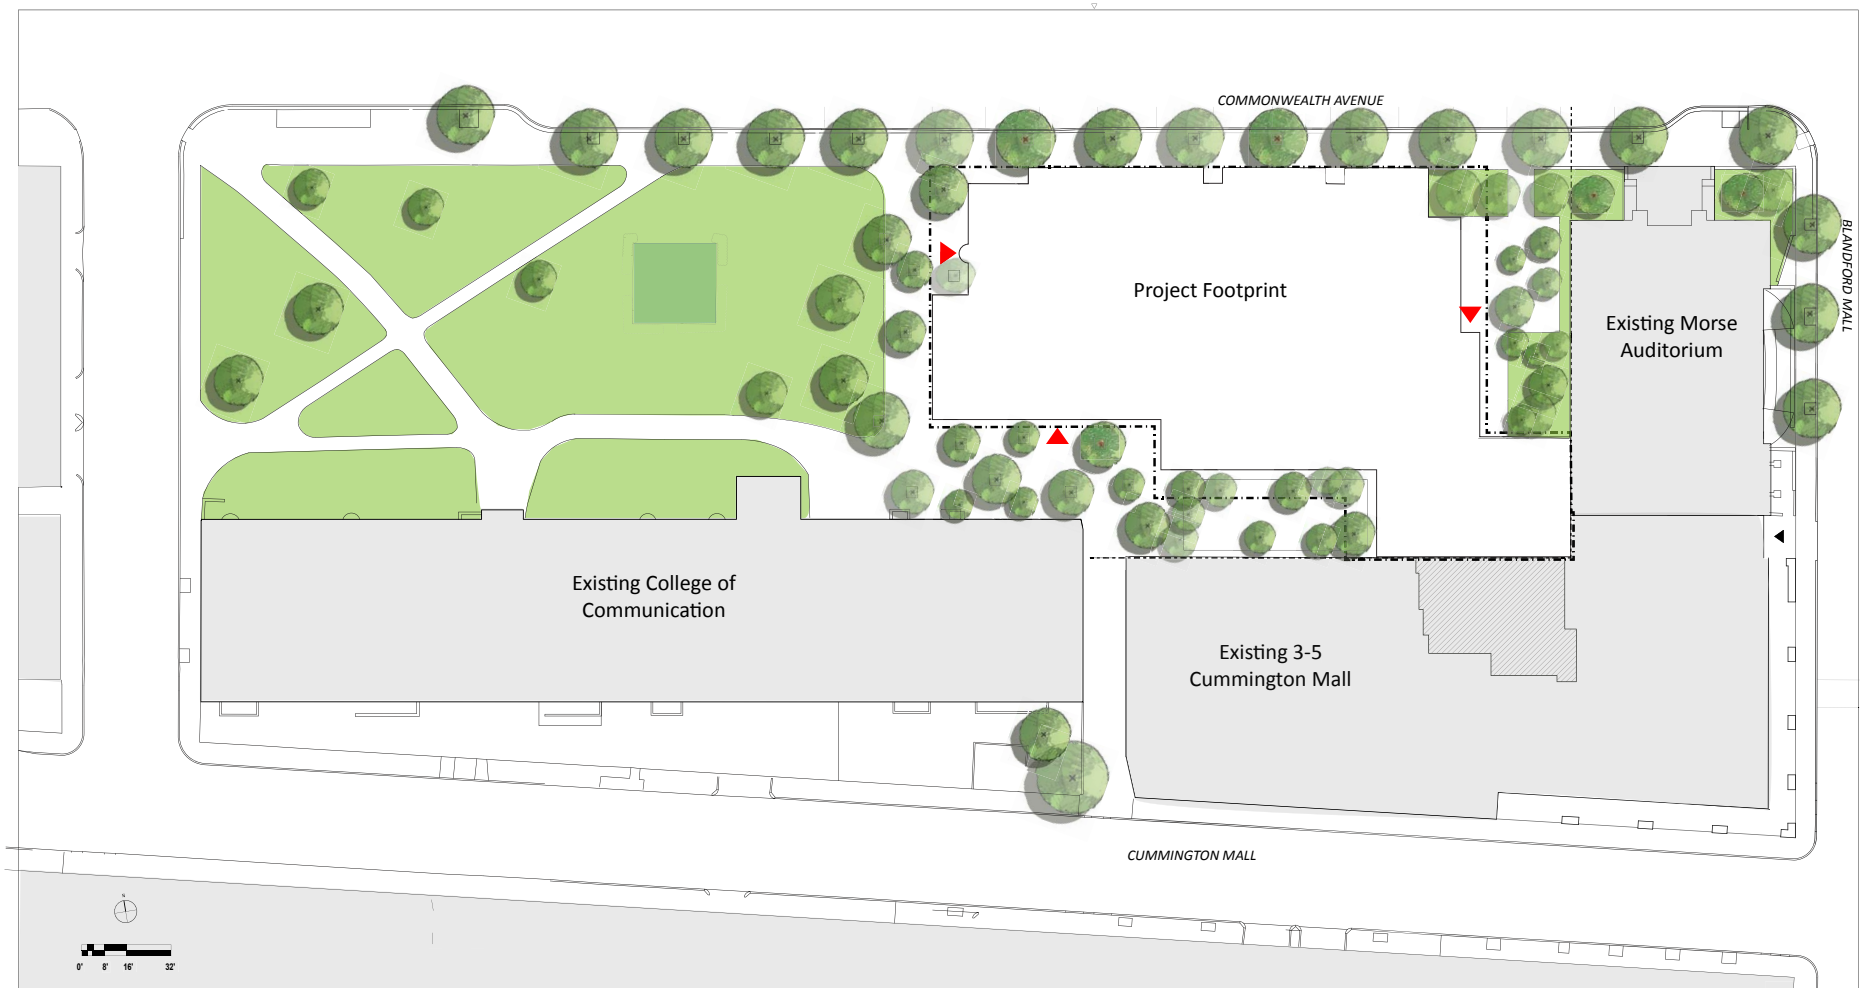 COMMONWEALTH AVENUE
BLANDFORD MALL
Project Footprint
Existing Morse
Auditorium
Existing College of
Communication
Existing 3-5
Cummington Mall
CUMMINGTON MALL
N
0' 8' 16' 32'